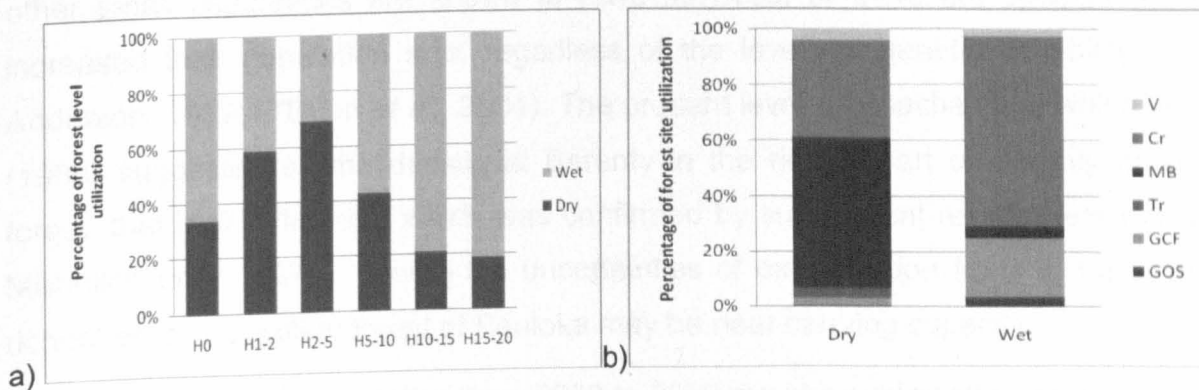 100%
80%
60%
40%
20%
0%
Percentage of forest level
utilization
H0 H1-2 H2-5 H5-10 H10-15 H15-20
Wet
Dry
a)
100%
80%
60%
40%
20%
0%
Percentage of forest site utilization
Dry Wet
V
Cr
MB
Tr
GCF
GOS
b)